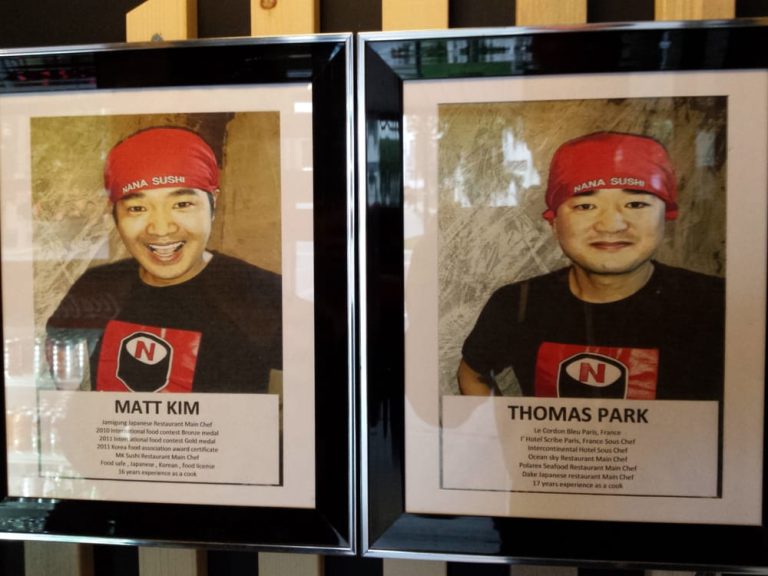 NANA SUSHI
N
MATT KIM
Jamigung Japanese Restaurant Main Chef
2010 International food contest Bronze medal
2011 International food contest Gold medal
2011 Korea Food association award certificate
MK Sushi Restaurant Main Chef
Food safe , Japanese , Korean , food license
16 years experience as a cook
NANA SUSHI
N
THOMAS PARK
Le Cordon Bleu Paris, France
I' Hotel Scribe Paris, France Sous Chef
Intercontinental Hotel Sous Chef
Ocean sky Restaurant Main Chef
Polarex Seafood Restaurant Main Chef
Dake Japanese restaurant Main Chef
17 years experience as a cook